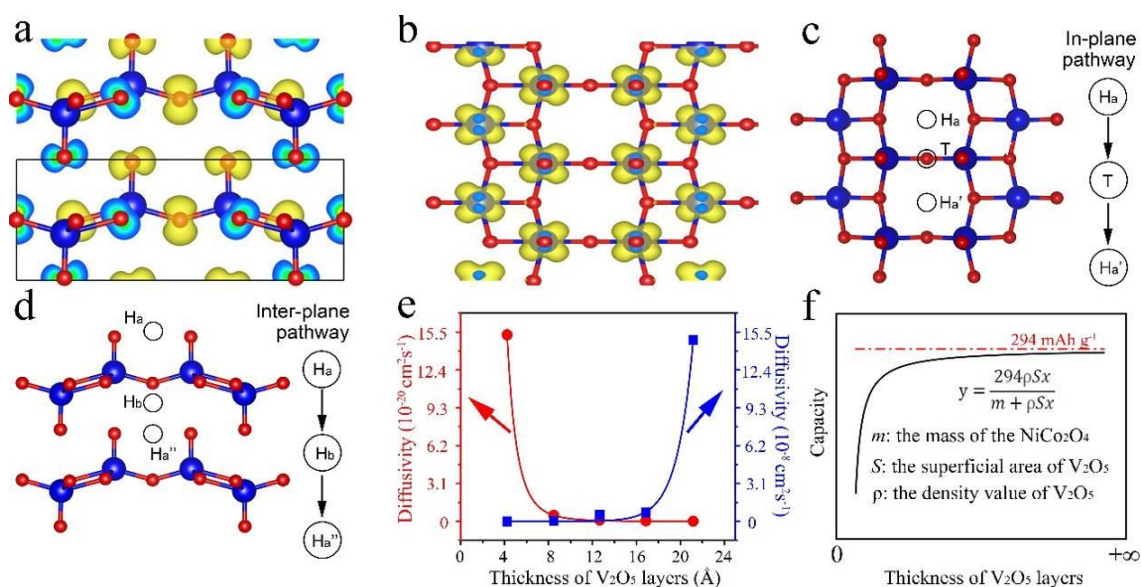 a
b
c
In-plane
pathway
Ha
T
Ha'
Ha
T
Ha'
d
Inter-plane
pathway
Ha
Hb
Ha''
Ha
Hb
Ha''
e
Diffusivity (10⁻²⁰ cm²s⁻¹)
15.5
12.4
9.3
6.2
3.1
0
15.5
12.4
9.3
6.2
3.1
0
Diffusivity (10⁻⁸ cm²s⁻¹)
0 4 8 12 16 20 24
Thickness of V₂O₅ layers (Å)
f
Capacity
294 mAh g⁻¹
y = 294ρSx / m + ρSx
m: the mass of the NiCo₂O₄
S: the superficial area of V₂O₅
ρ: the density value of V₂O₅
0 +∞
Thickness of V₂O₅ layers